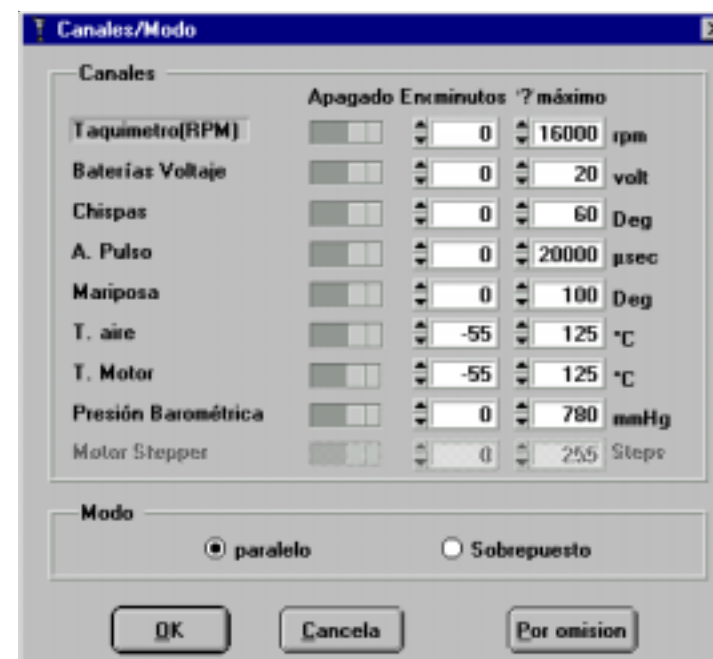 Canales/Modo
Canales
Apagado Enc minutos '? máximo
Taquimetro(RPM) 0 16000 rpm
Baterías Voltaje 0 20 volt
Chispas 0 60 Deg
A. Pulso 0 20000 µsec
Mariposa 0 100 Deg
T. aire -55 125 °C
T. Motor -55 125 °C
Presión Barométrica 0 780 mmHg
Motor Stepper 0 255 Steps
Modo
paralelo Sobrepuesto
OK Cancela Por omision